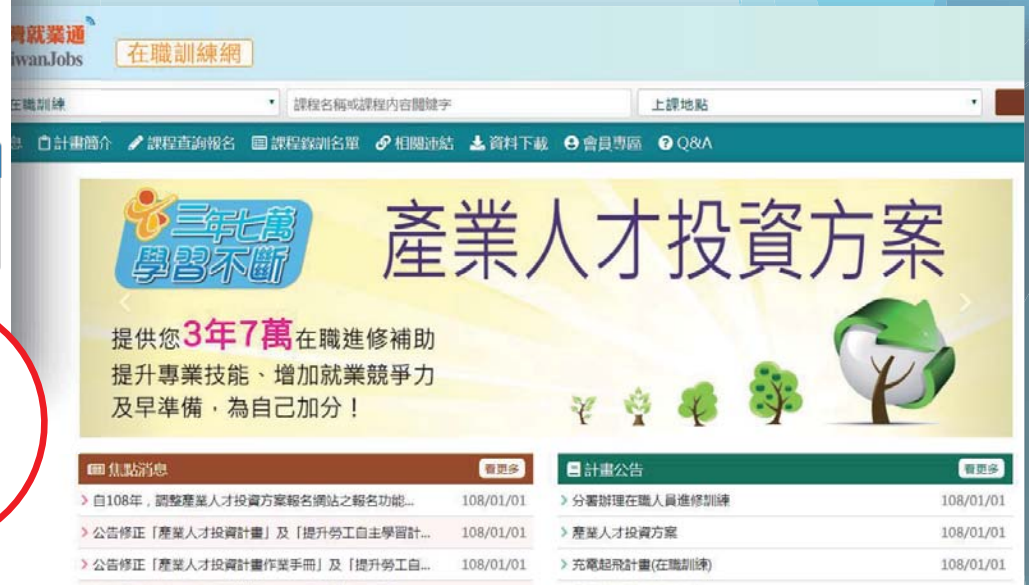 灣就業通
iwanJobs
在職訓練網
在職訓練
課程名稱或課程內容關鍵字
上課地點
息 計畫簡介 課程查詢報名 課程錄訓名單 相關連結 資料下載 會員專區 Q&A
三年七萬
學習不斷
產業人才投資方案
提供您3年7萬在職進修補助
提升專業技能、增加就業競爭力
及早準備，為自己加分！
焦點消息 看更多
自108年，調整產業人才投資方案報名網站之報名功能... 108/01/01
公告修正「產業人才投資計畫」及「提升勞工自主學習計... 108/01/01
公告修正「產業人才投資計畫作業手冊」及「提升勞工自... 108/01/01
計畫公告 看更多
分署辦理在職人員進修訓練 108/01/01
產業人才投資方案 108/01/01
充電起飛計畫(在職訓練) 108/01/01